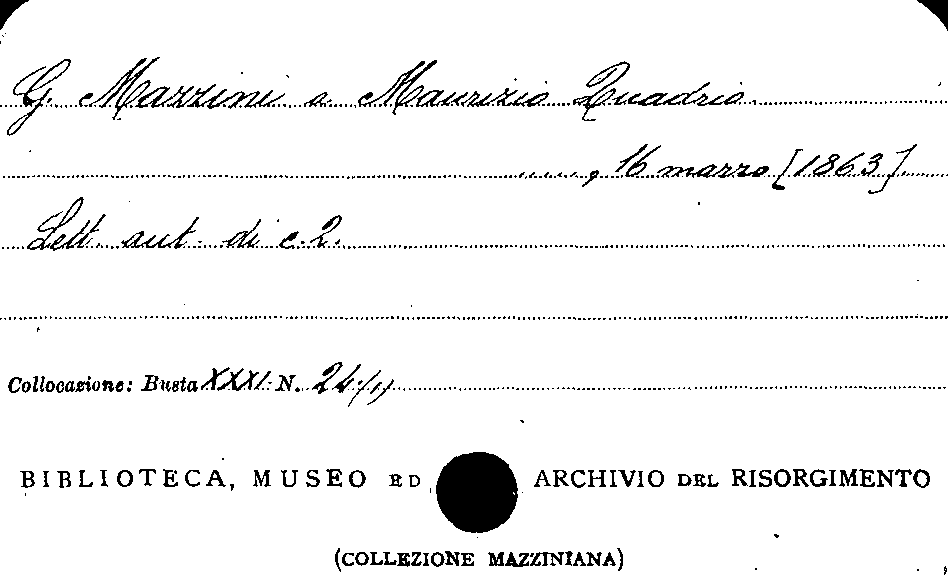 G. Mazzini a Maurizio Quadrio.
....., 16 marzo [1863].
Lett. aut. di c. 2.
Collocazione: Busta XXXI N. 24/1)
BIBLIOTECA, MUSEO ED ARCHIVIO DEL RISORGIMENTO
(COLLEZIONE MAZZINIANA)